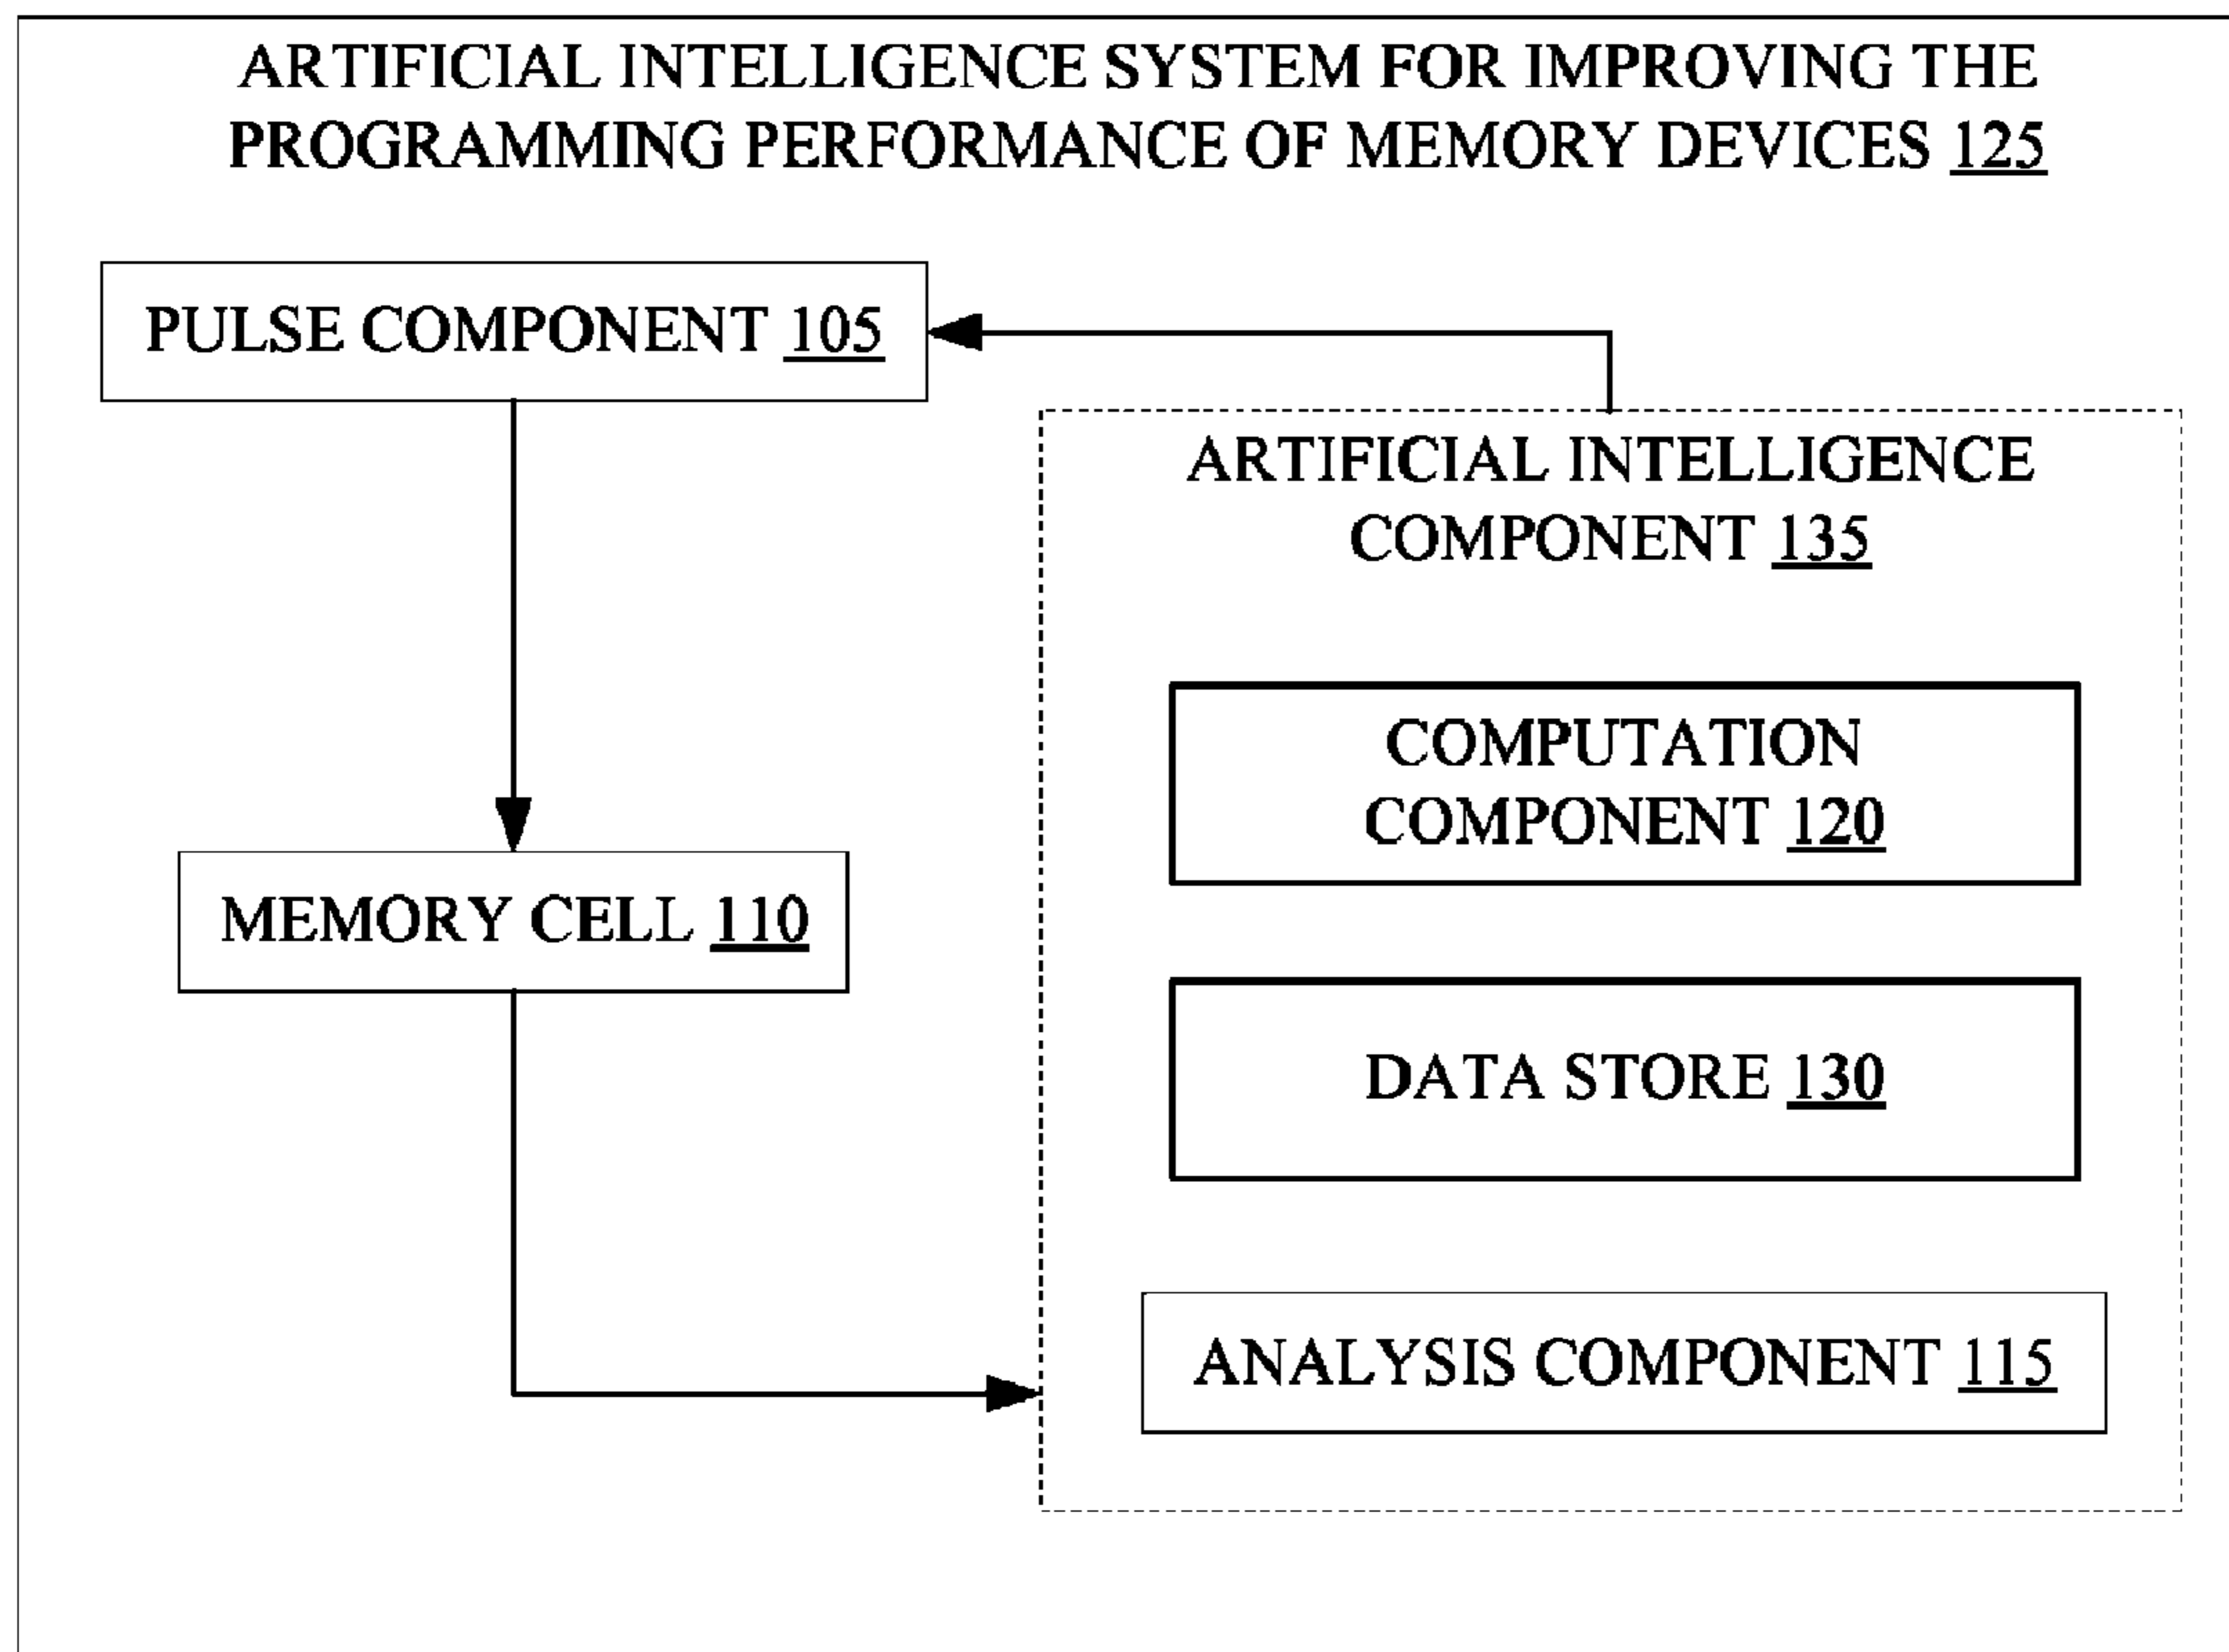 ARTIFICIAL INTELLIGENCE SYSTEM FOR IMPROVING THE
PROGRAMMING PERFORMANCE OF MEMORY DEVICES 125
PULSE COMPONENT 105
ARTIFICIAL INTELLIGENCE
COMPONENT 135
COMPUTATION
COMPONENT 120
MEMORY CELL 110
DATA STORE 130
ANALYSIS COMPONENT 115